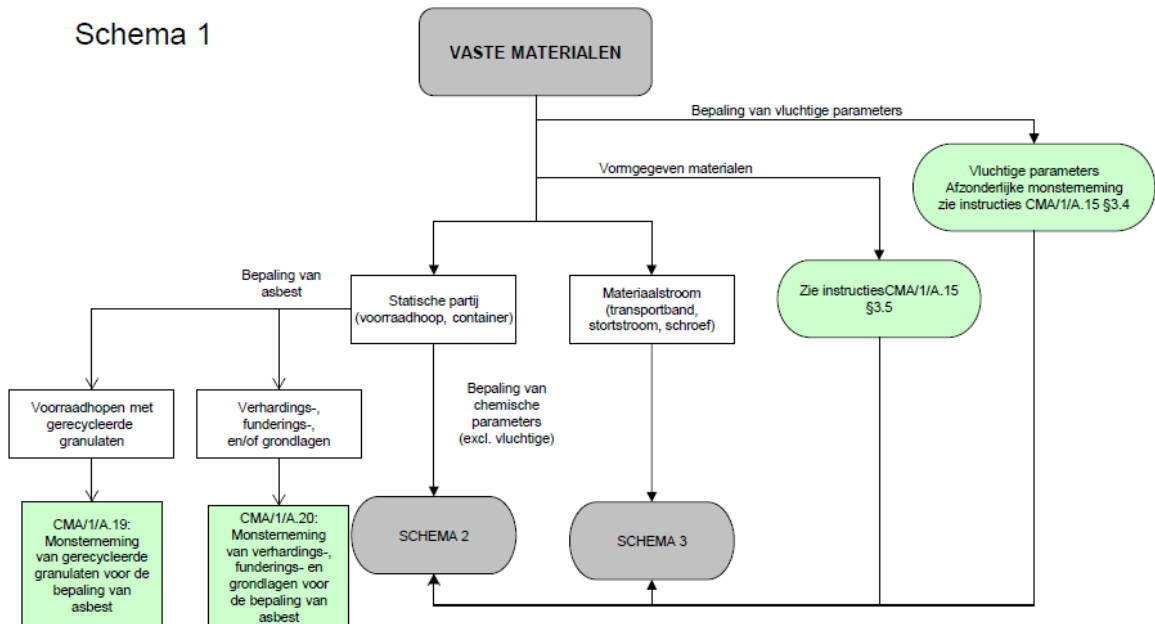 Schema 1
VASTE MATERIALEN
Bepaling van vluchtige parameters
Vluchtige parameters
Afzonderlijke monsterneming
zie instructies CMA/1/A.15 §3.4
Vormgegeven materialen
Zie instructiesCMA/1/A.15
§3.5
Bepaling van
asbest
Statische partij
(voorraadhoop, container)
Materiaalstroom
(transportband,
stortstroom, schroef)
Voorraadhopen met
gerecycleerde
granulaten
Verhardings-,
funderings-,
en/of grondlagen
Bepaling van
chemische
parameters
(excl. vluchtige)
CMA/1/A.19:
Monsterneming
van gerecycleerde
granulaten voor de
bepaling van
asbest
CMA/1/A.20:
Monsterneming
van verhardings-,
funderings- en
grondlagen voor
de bepaling van
asbest
SCHEMA 2
SCHEMA 3